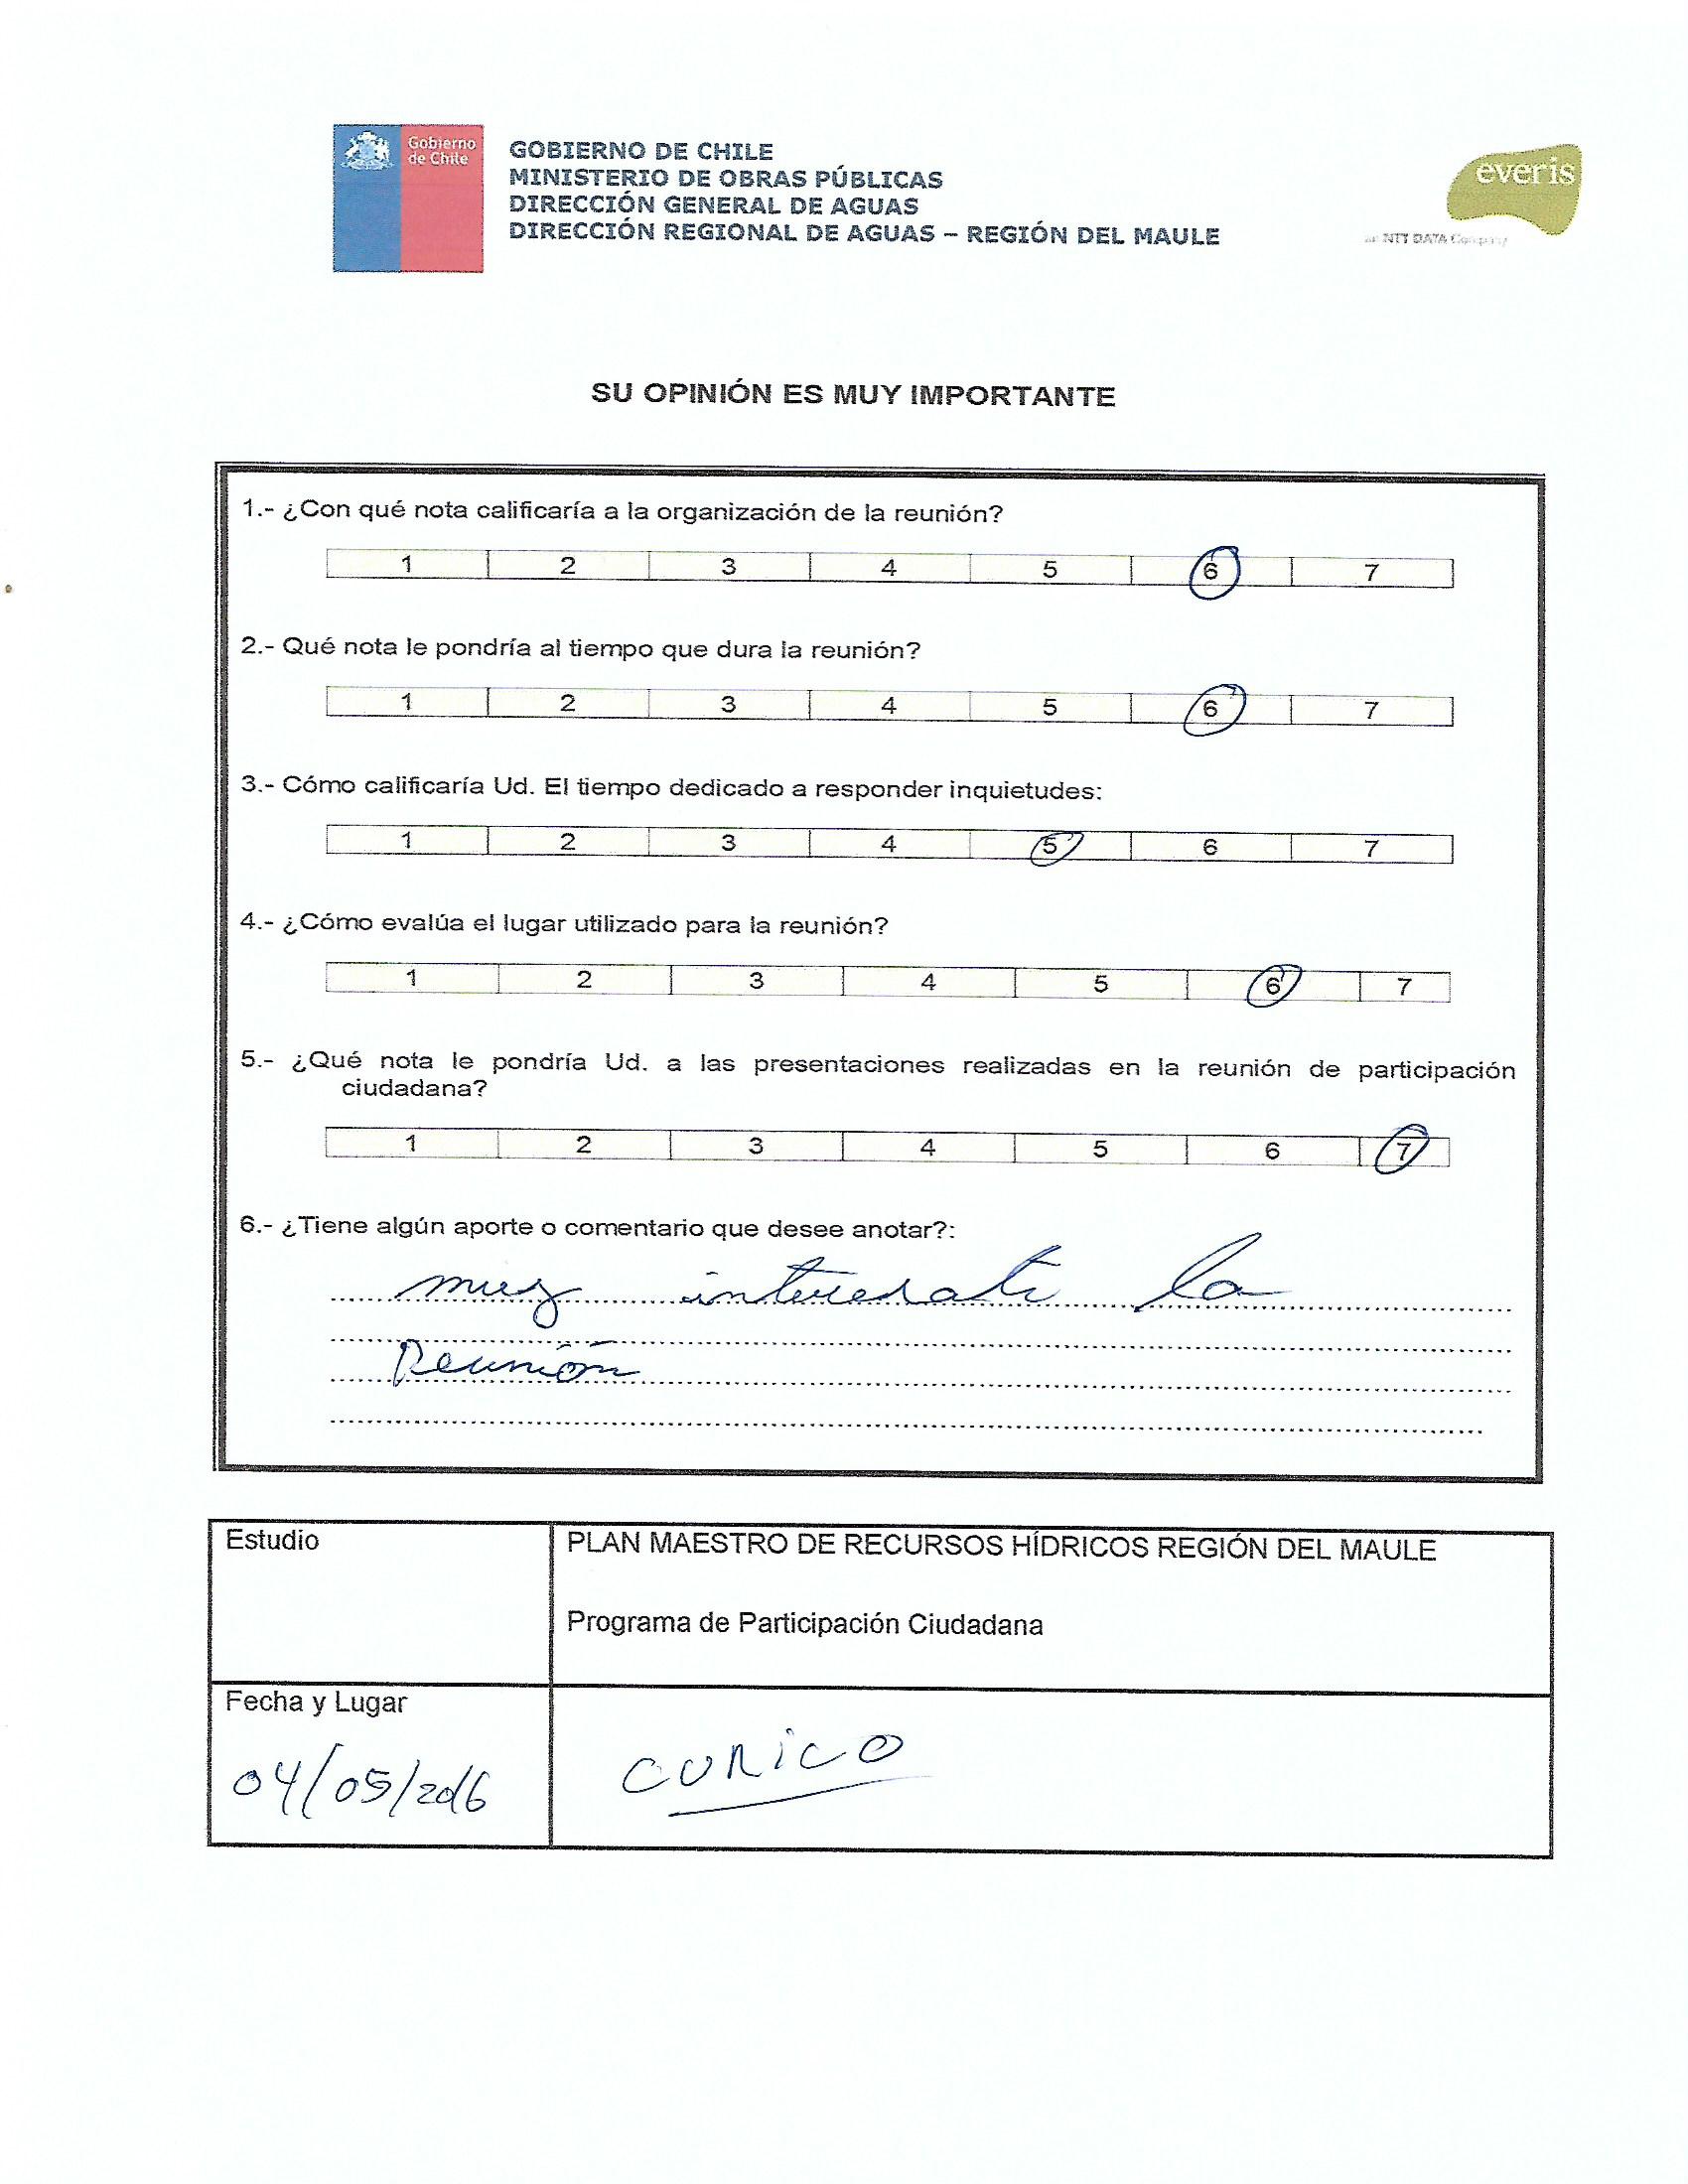 Gobierno
de Chile
GOBIERNO DE CHILE
MINISTERIO DE OBRAS PÚBLICAS
DIRECCIÓN GENERAL DE AGUAS
DIRECCIÓN REGIONAL DE AGUAS – REGIÓN DEL MAULE
everis
an NTT DATA Company
SU OPINIÓN ES MUY IMPORTANTE
1.- ¿Con qué nota calificaría a la organización de la reunión?
1 2 3 4 5 6 7
2.- Qué nota le pondría al tiempo que dura la reunión?
1 2 3 4 5 6 7
3.- Cómo calificaría Ud. El tiempo dedicado a responder inquietudes:
1 2 3 4 5 6 7
4.- ¿Cómo evalúa el lugar utilizado para la reunión?
1 2 3 4 5 6 7
5.- ¿Qué nota le pondría Ud. a las presentaciones realizadas en la reunión de participación
ciudadana?
1 2 3 4 5 6 7
6.- ¿Tiene algún aporte o comentario que desee anotar?:
muy la
Reunión
Estudio
PLAN MAESTRO DE RECURSOS HÍDRICOS REGIÓN DEL MAULE
Programa de Participación Ciudadana
Fecha y Lugar
04/05/2016
CURICO